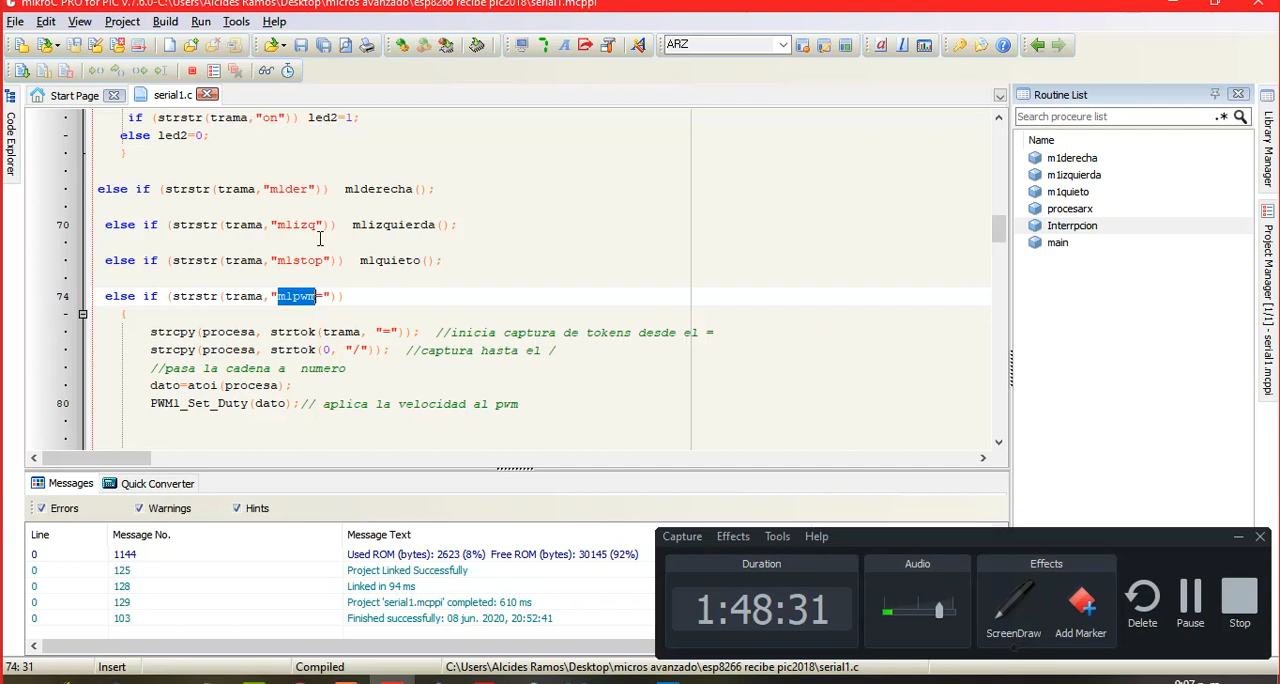 mikroC PRO for PIC v.7.6.0-C:\Users\Alcides Ramos\Desktop\micros avanzado\esp8266 recibe pic2018\serial1.mcppi
File Edit View Project Build Run Tools Help
ARZ
Start Page serial1.c
Routine List
Code Explorer
if (strstr(trama,"on")) led2=1;
else led2=0;
}
else if (strstr(trama,"m1der")) m1derecha();
70 else if (strstr(trama,"m1izq")) m1izquierda();
else if (strstr(trama,"m1stop")) m1quieto();
74 else if (strstr(trama,"m1pwm="))
{
strcpy(procesa, strtok(trama, "=")); //inicia captura de tokens desde el =
strcpy(procesa, strtok(0, "/")); //captura hasta el /
//pasa la cadena a numero
dato=atoi(procesa);
80 PWM1_Set_Duty(dato);// aplica la velocidad al pwm
Search proceure list
Name
m1derecha
m1izquierda
m1quieto
procesarx
Interrpcion
main
Library Manager
Project Manager [1/1] - serial1.mcppi
Messages Quick Converter
Errors Warnings Hints
Line Message No. Message Text
0 1144 Used ROM (bytes): 2623 (8%) Free ROM (bytes): 30145 (92%)
0 125 Project Linked Successfully
0 128 Linked in 94 ms
0 129 Project 'serial1.mcppi' completed: 610 ms
0 103 Finished successfully: 08 jun. 2020, 20:52:41
Capture Effects Tools Help
Duration Audio Effects
1:48:31
ScreenDraw Add Marker Delete Pause Stop
74: 31 Insert Compiled C:\Users\Alcides Ramos\Desktop\micros avanzado\esp8266 recibe pic2018\serial1.c